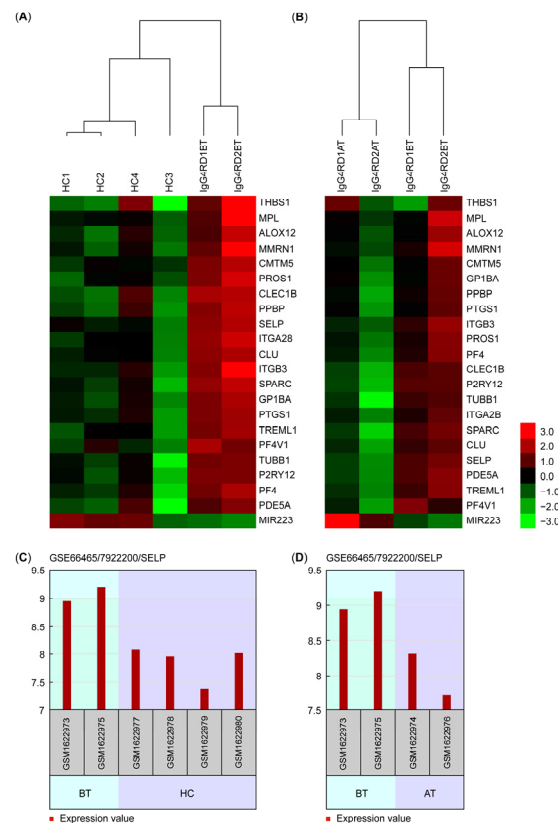 (A)
HC1
HC2
HC4
HC3
IgG4RD1ET
IgG4RD2ET
THBS1
MPL
ALOX12
MMRN1
CMTM5
PROS1
CLEC1B
PPBP
SELP
ITGA28
CLU
ITGB3
SPARC
GP1BA
PTGS1
TREML1
PF4V1
TUBB1
P2RY12
PF4
PDE5A
MIR223
(B)
IgG4RD1AT
IgG4RD2AT
IgG4RD1ET
IgG4RD2ET
THBS1
MPL
ALOX12
MMRN1
CMTM5
GP1BA
PPBP
PTGS1
ITGB3
PROS1
PF4
CLEC1B
P2RY12
TUBB1
ITGA2B
SPARC
CLU
SELP
PDE5A
TREML1
PF4V1
MIR223
3.0
2.0
1.0
0.0
−1.0
−2.0
−3.0
(C)
GSE66465/7922200/SELP
9.5
9
8.5
8
7.5
7
GSM1622973
GSM1622975
GSM1622977
GSM1622978
GSM1622979
GSM1622980
BT
HC
Expression value
(D)
GSE66465/7922200/SELP
9.5
9
8.5
8
7.5
GSM1622973
GSM1622975
GSM1622974
GSM1622976
BT
AT
Expression value